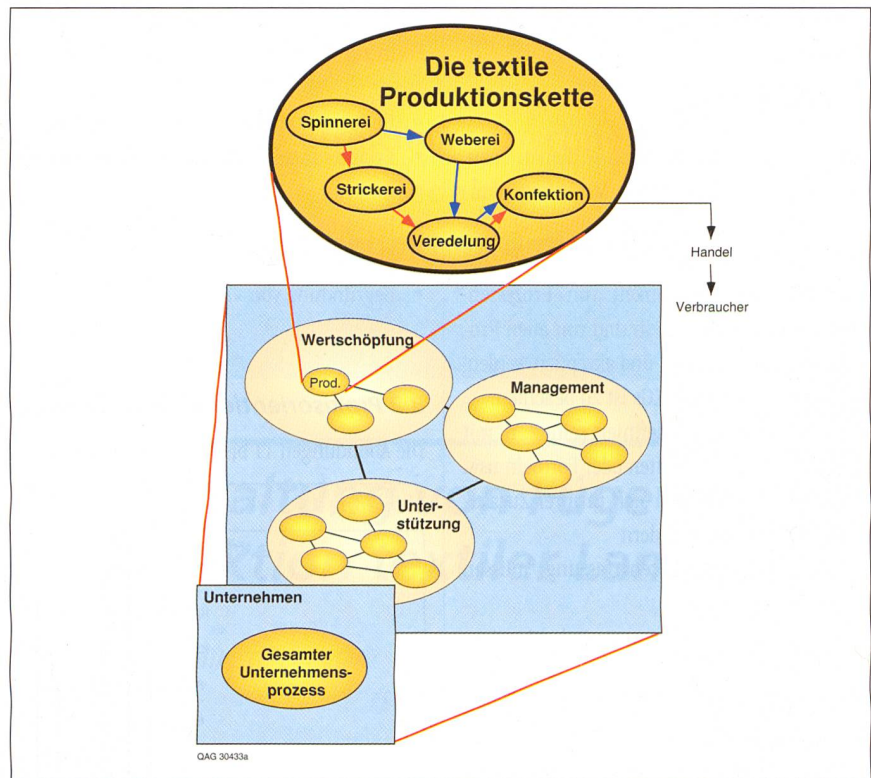 Die textile
Produktionskette
Spinnerei
Weberei
Strickerei
Konfektion
Veredelung
Handel
Verbraucher
Wertschöpfung
Prod.
Management
Unter-
stützung
Unternehmen
Gesamter
Unternehmens-
prozess
QAG 30433a